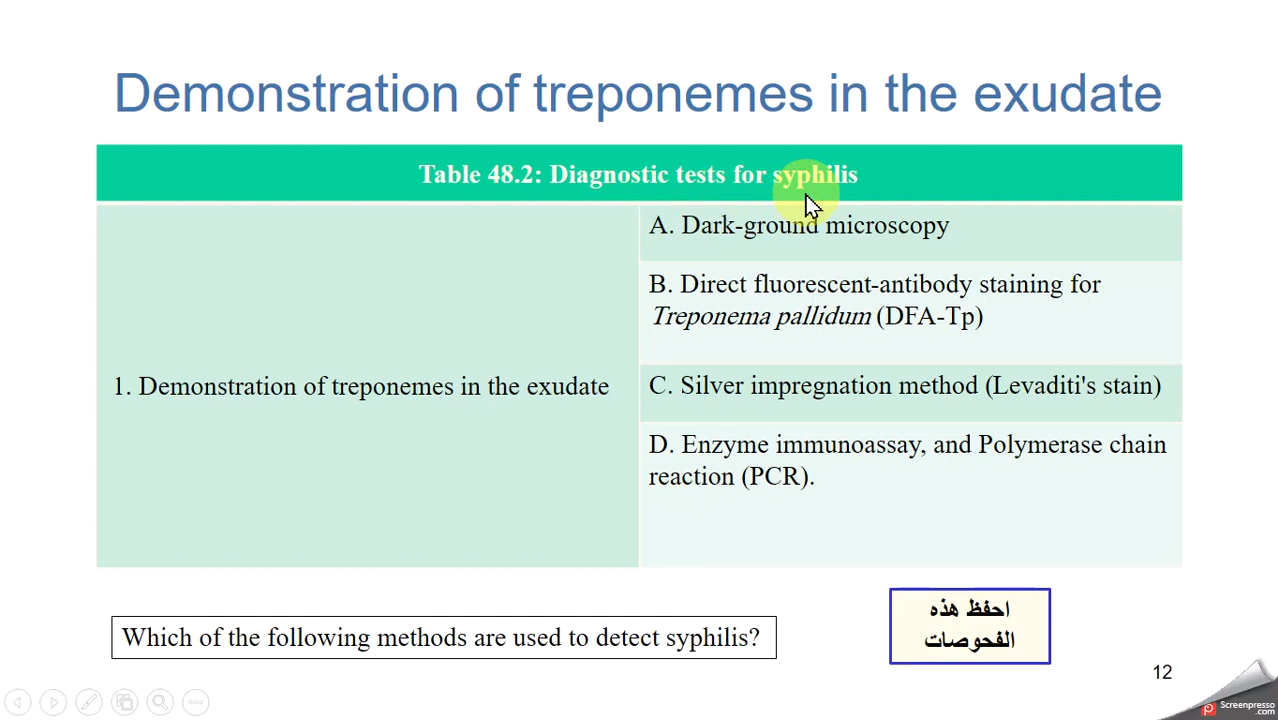 Demonstration of treponemes in the exudate
Table 48.2: Diagnostic tests for syphilis
1. Demonstration of treponemes in the exudate
A. Dark-ground microscopy
B. Direct fluorescent-antibody staining for
Treponema pallidum (DFA-Tp)
C. Silver impregnation method (Levaditi's stain)
D. Enzyme immunoassay, and Polymerase chain
reaction (PCR).
Which of the following methods are used to detect syphilis?
احفظ هذه
الفحوصات
12
Screenpresso
.com